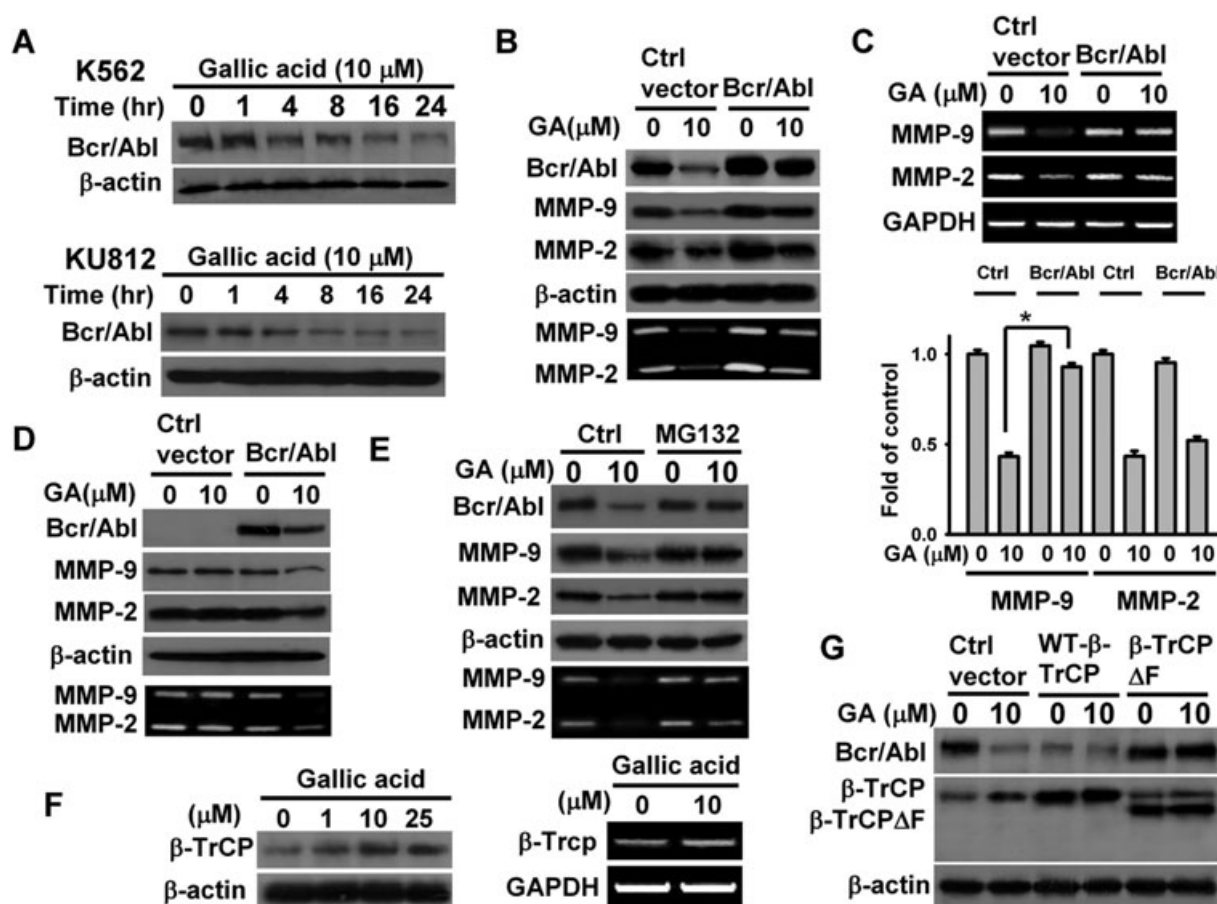 A
K562
Gallic acid (10 μM)
Time (hr) 0 1 4 8 16 24
Bcr/Abl
β-actin
KU812
Gallic acid (10 μM)
Time (hr) 0 1 4 8 16 24
Bcr/Abl
β-actin
B
Ctrl
vector Bcr/Abl
GA(μM) 0 10 0 10
Bcr/Abl
MMP-9
MMP-2
β-actin
MMP-9
MMP-2
C
Ctrl
vector Bcr/Abl
GA (μM) 0 10 0 10
MMP-9
MMP-2
GAPDH
Ctrl Bcr/Abl Ctrl Bcr/Abl
*
1.0
0.5
0.0
Fold of control
GA (μM) 0 10 0 10 0 10 0 10
MMP-9 MMP-2
D
Ctrl
vector Bcr/Abl
GA(μM) 0 10 0 10
Bcr/Abl
MMP-9
MMP-2
β-actin
MMP-9
MMP-2
E
Ctrl MG132
GA (μM) 0 10 0 10
Bcr/Abl
MMP-9
MMP-2
β-actin
MMP-9
MMP-2
F
Gallic acid
(μM) 0 1 10 25
β-TrCP
β-actin
Gallic acid
(μM) 0 10
β-Trcp
GAPDH
G
Ctrl WT-β- β-TrCP
vector TrCP ΔF
GA (μM) 0 10 0 10 0 10
Bcr/Abl
β-TrCP
β-TrCPΔF
β-actin